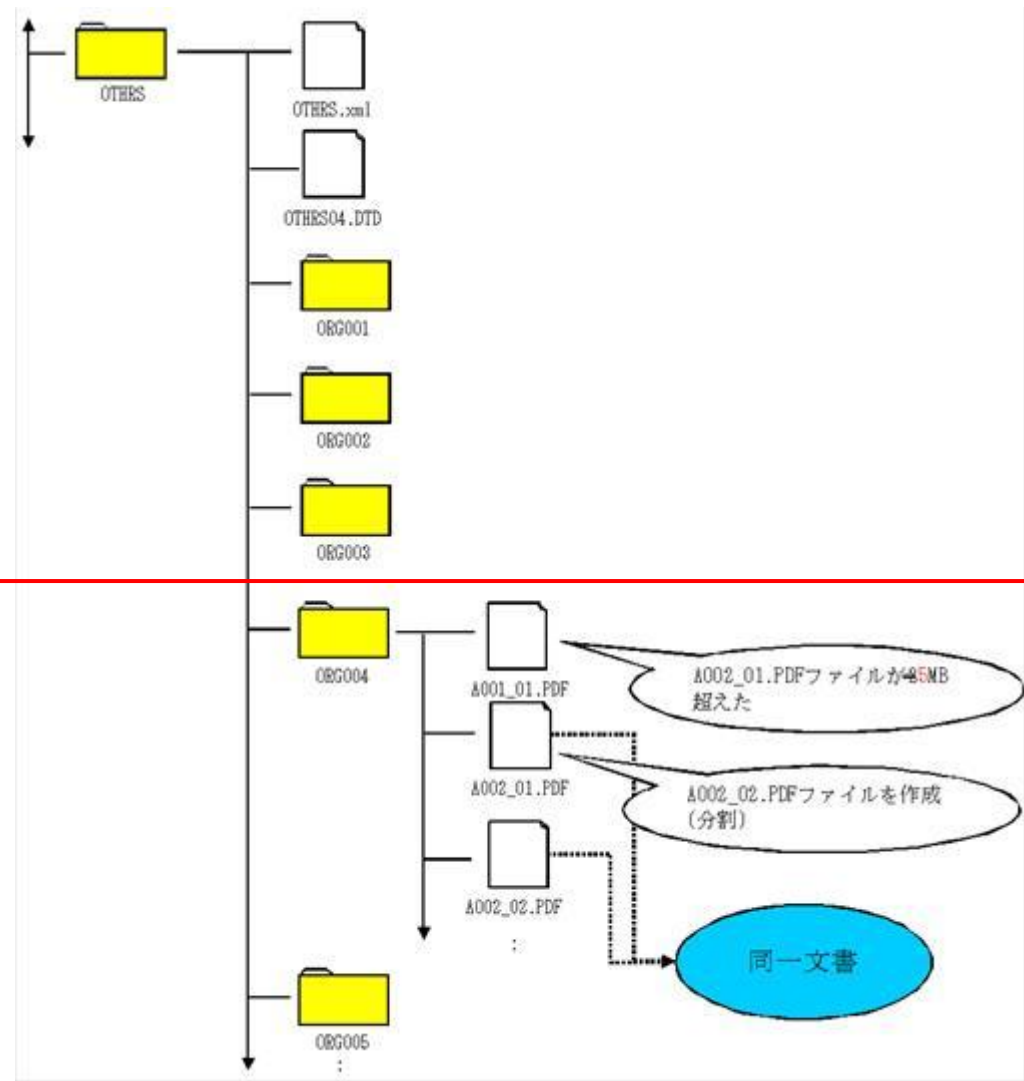 OTHRS
OTHRS.xml
OTHRS04.DTD
ORG001
ORG002
ORG003
ORG004
A001_01.PDF
A002_01.PDFファイルが5MB
超えた
A002_01.PDF
A002_02.PDFファイルを作成
(分割)
A002_02.PDF
:
同一文書
ORG005
: